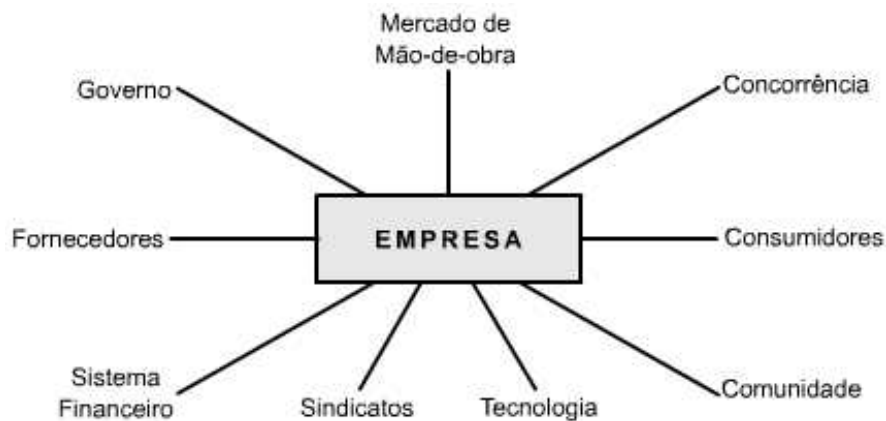 Mercado de
Mão-de-obra
Governo
Concorrência
Fornecedores
EMPRESA
Consumidores
Sistema
Financeiro
Sindicatos
Tecnologia
Comunidade